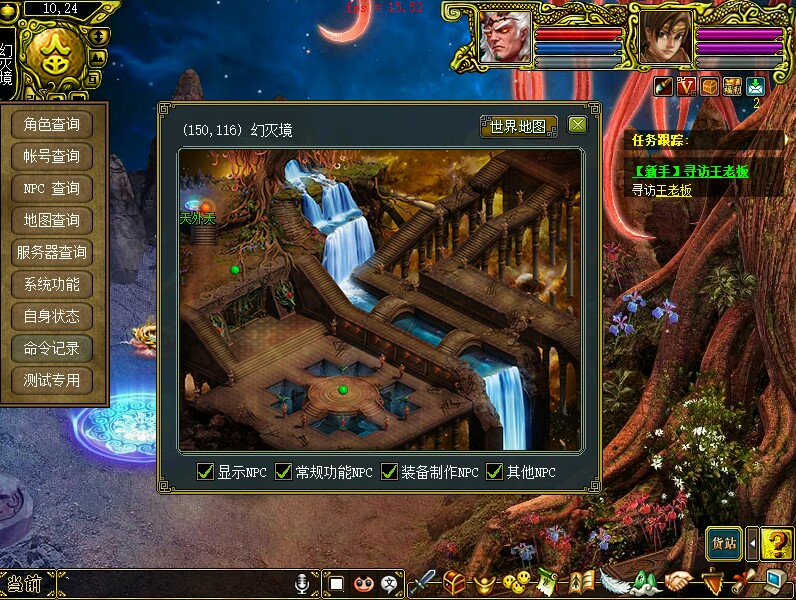 10,24
fps = 15.52
幻灭境
2
角色查询
帐号查询
NPC 查询
地图查询
服务器查询
系统功能
自身状态
命令记录
测试专用
(150,116) 幻灭境
世界地图
天外天
显示NPC 常规功能NPC 装备制作NPC 其他NPC
任务跟踪:
【新手】寻访王老板
寻访王老板
货站
当前